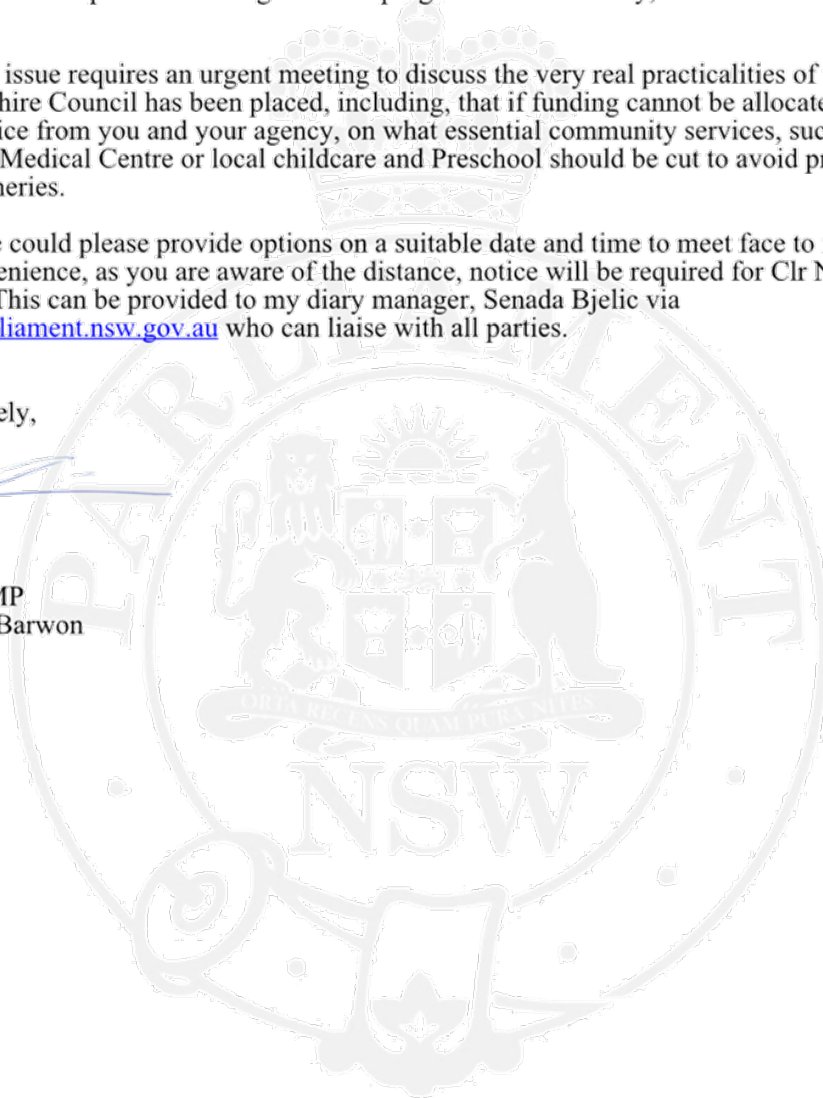 issue requires an urgent meeting to discuss the very real practicalities of
hire Council has been placed, including, that if funding cannot be allocate
ice from you and your agency, on what essential community services, suc
Medical Centre or local childcare and Preschool should be cut to avoid pr
neries.
could please provide options on a suitable date and time to meet face to
enience, as you are aware of the distance, notice will be required for Clr N
This can be provided to my diary manager, Senada Bjelic via
liament.nsw.gov.au who can liaise with all parties.
ely,
MP
Barwon
PARLIAMENT
ORTA RECENS QUAM PURA NITES
NSW